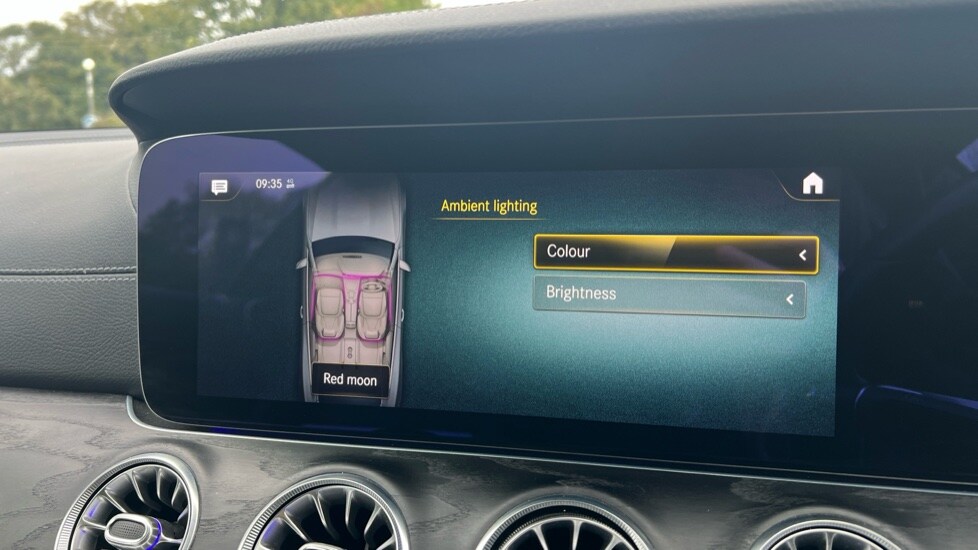 09:35
Ambient lighting
Colour
Brightness
Red moon